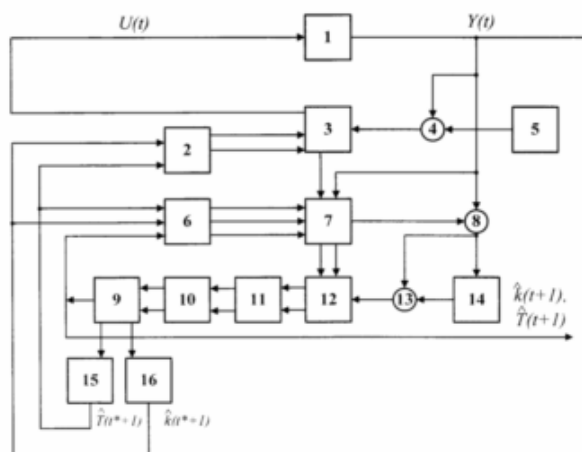 U(t) Y(t)
1
3 4 5
2
6 7 8
9 10 11 12 13 14 k̂(t+1),
T̂(t+1)
15 16
T̂(t*+1) k̂(t*+1)